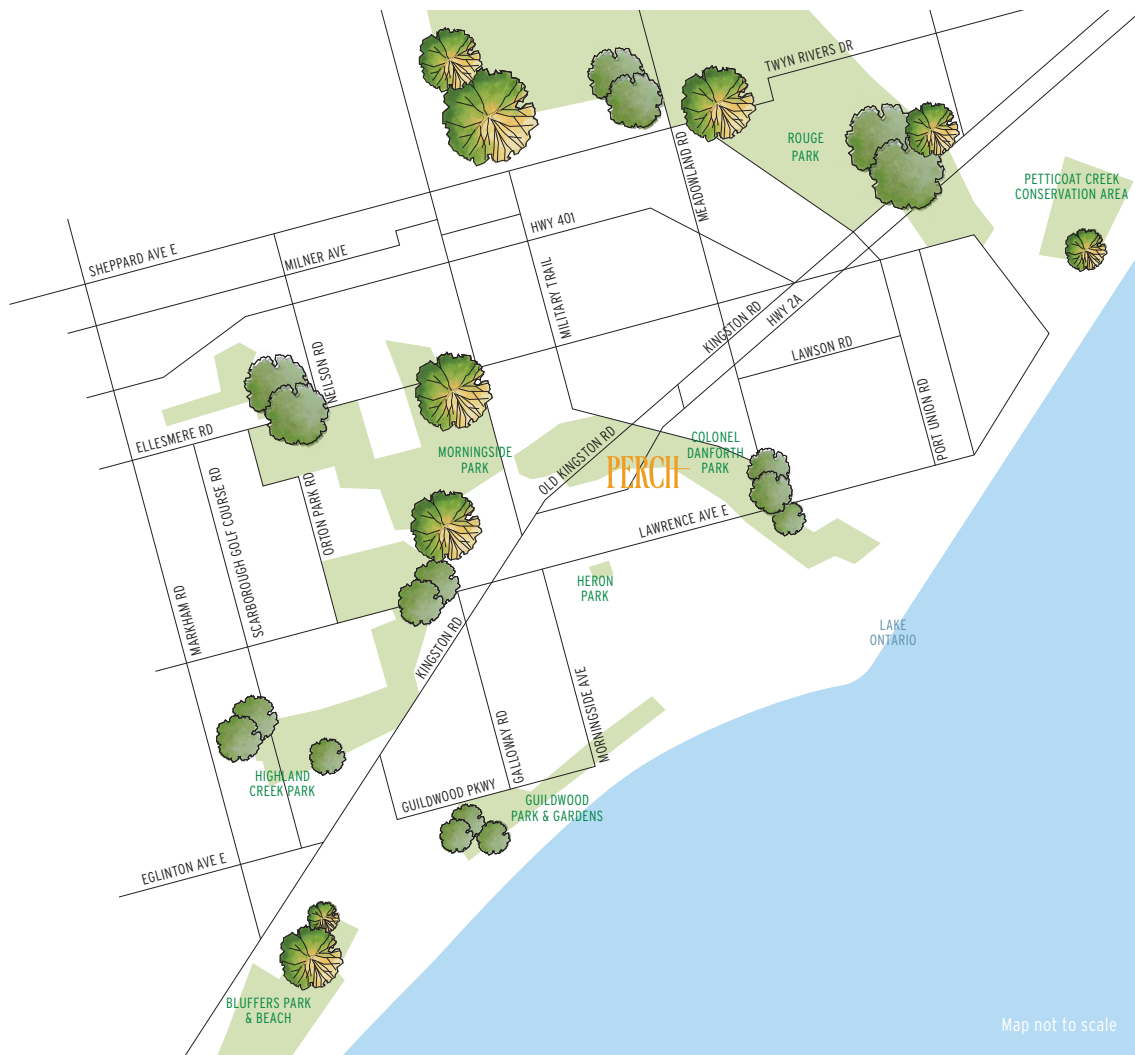 TWYN RIVERS DR
ROUGE
PARK
PETTICOAT CREEK
CONSERVATION AREA
MEADOWLAND RD
HWY 401
SHEPPARD AVE E
MILNER AVE
MILITARY TRAIL
KINGSTON RD
HWY 2A
LAWSON RD
NEILSON RD
PORT UNION RD
ELLESMERE RD
MORNINGSIDE
PARK
OLD KINGSTON RD
COLONEL
DANFORTH
PARK
PERCH
SCARBOROUGH GOLF COURSE RD
ORTON PARK RD
LAWRENCE AVE E
MARKHAM RD
HERON
PARK
LAKE
ONTARIO
KINGSTON RD
GALLOWAY RD
MORNINGSIDE AVE
HIGHLAND
CREEK PARK
GUILDWOOD PKWY
GUILDWOOD
PARK & GARDENS
EGLINTON AVE E
BLUFFERS PARK
& BEACH
Map not to scale